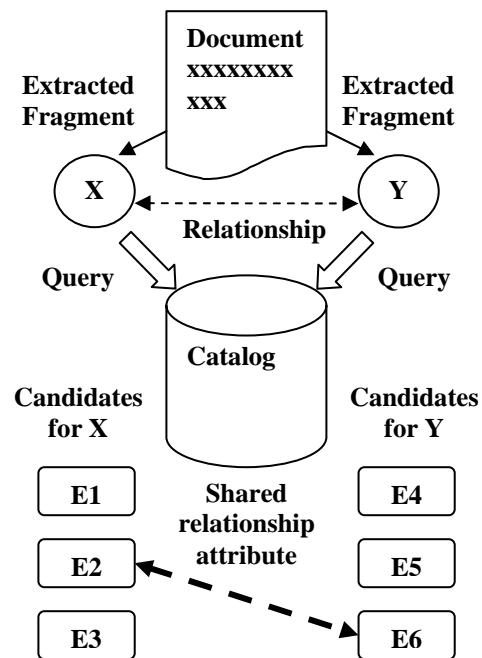 Document
xxxxxxxx
xxx
Extracted
Fragment
Extracted
Fragment
X
Y
Relationship
Query
Query
Catalog
Candidates
for X
Candidates
for Y
E1
E4
Shared
relationship
attribute
E2
E5
E3
E6